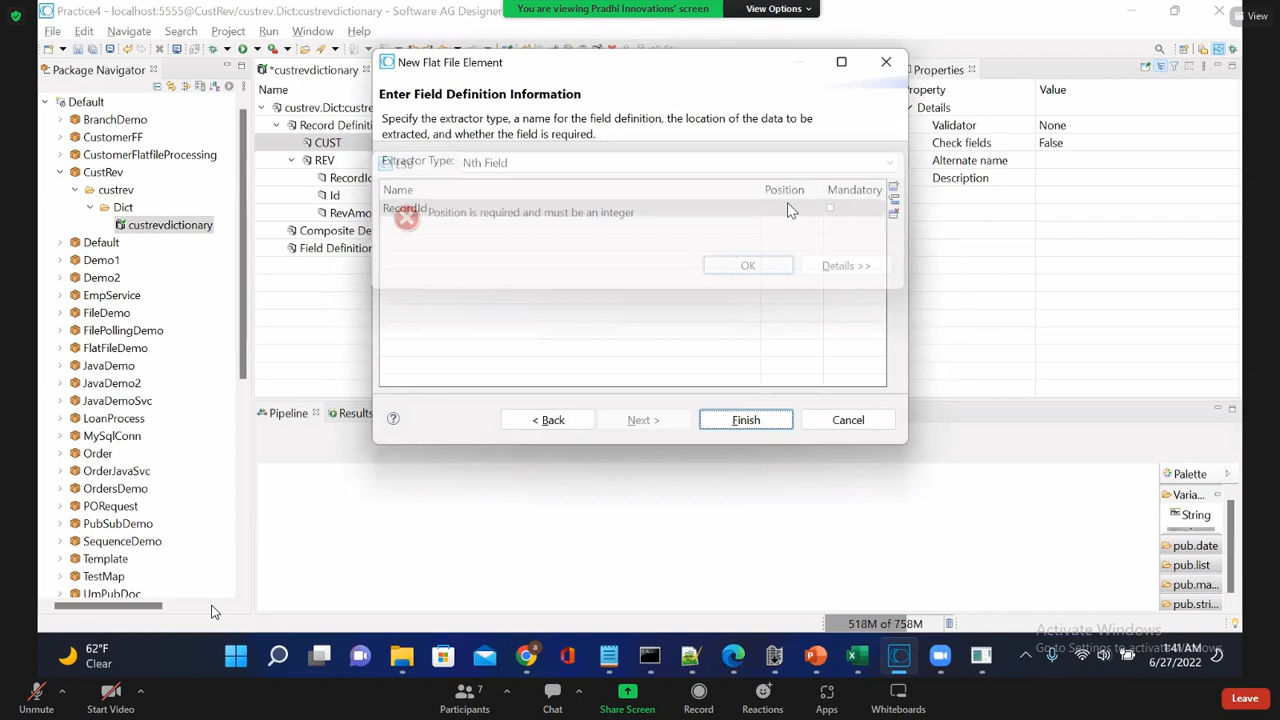 Practice4 - localhost:5555@CustRev/custrev.Dict:custrevdictionary - Software AG Designer
You are viewing Pradhi Innovations' screen
View Options
View
File Edit Navigate Search Project Run Window Help
Package Navigator
*custrevdictionary
Properties
Default
BranchDemo
CustomerFF
CustomerFlatfileProcessing
CustRev
custrev
Dict
custrevdictionary
Default
Demo1
Demo2
EmpService
FileDemo
FilePollingDemo
FlatFileDemo
JavaDemo
JavaDemo2
JavaDemoSvc
LoanProcess
MySqlConn
Order
OrderJavaSvc
OrdersDemo
PORequest
PubSubDemo
SequenceDemo
Template
TestMap
UmPubDoc
Name
custrev.Dict:custre
Record Definiti
CUST
REV
RecordId
Id
RevAmo
Composite De
Field Definition
New Flat File Element
Enter Field Definition Information
Specify the extractor type, a name for the field definition, the location of the data to be
extracted, and whether the field is required.
Extractor Type: Nth Field
Name Position Mandatory
RecordId
Position is required and must be an integer
OK Details >>
< Back Next > Finish Cancel
Property Value
Details
Validator None
Check fields False
Alternate name
Description
Pipeline
Results
Palette
Varia...
String
pub.date
pub.list
pub.ma...
pub.stri...
518M of 758M
Activate Windows
Go to Settings to activate Windows.
62°F
Clear
1:41 AM
6/27/2022
Unmute
Start Video
7
Participants
Chat
Share Screen
Record
Reactions
Apps
Whiteboards
Leave